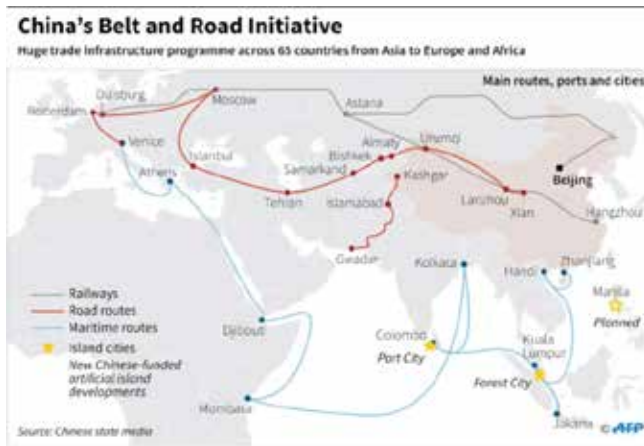 China's Belt and Road Initiative
Huge trade infrastructure programme across 65 countries from Asia to Europe and Africa
Main routes, ports and cities
Duisburg
Rotterdam
Moscow
Astana
Venice
Urumqi
Almaty
Bishkek
Istanbul
Samarkand
Kashgar
Beijing
Athens
Tehran
Islamabad
Lanzhou
Xian
Hangzhou
Gwadar
Kolkata
Hanoi
Zhanjiang
Manila
Planned
Railways
Road routes
Maritime routes
Island cities
New Chinese-funded
artificial island
developments
Djibouti
Colombo
Port City
Kuala
Lumpur
Forest City
Mombasa
Jakarta
Source: Chinese state media
© AFP